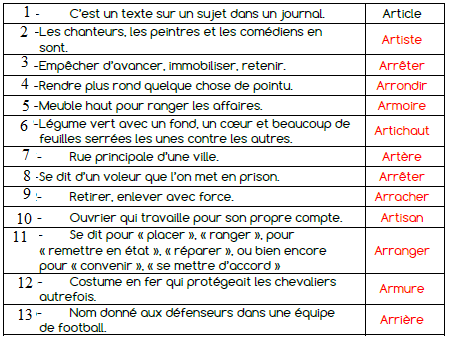 1 - C'est un texte sur un sujet dans un journal. Article
2 -Les chanteurs, les peintres et les comédiens en
sont. Artiste
3 -Empêcher d'avancer, immobiliser, retenir. Arrêter
4 -Rendre plus rond quelque chose de pointu. Arrondir
5 -Meuble haut pour ranger les affaires. Armoire
6 -Légume vert avec un fond, un cœur et beaucoup de
feuilles serrées les unes contre les autres. Artichaut
7 - Rue principale d'une ville. Artère
8 -Se dit d'un voleur que l'on met en prison. Arrêter
9 - Retirer, enlever avec force. Arracher
10 - Ouvrier qui travaille pour son propre compte. Artisan
11 - Se dit pour « placer », « ranger », pour
« remettre en état », « réparer », ou bien encore
pour « convenir », « se mettre d'accord » Arranger
12 - Costume en fer qui protégeait les chevaliers
autrefois. Armure
13 - Nom donné aux défenseurs dans une équipe
de football. Arrière